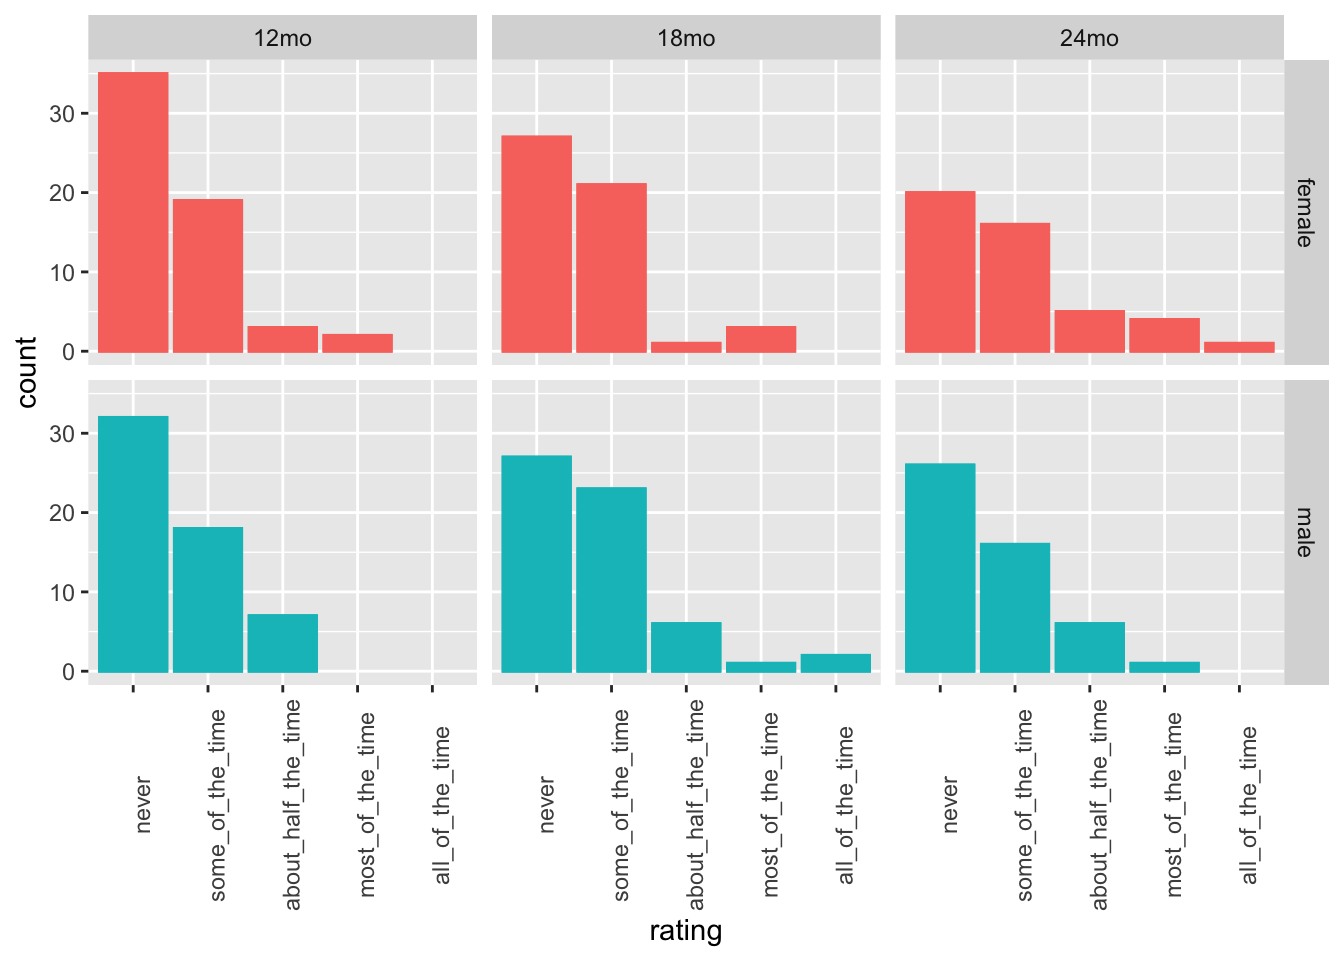 12mo
18mo
24mo
count
30
20
10
0
female
30
20
10
0
male
never
some_of_the_time
about_half_the_time
most_of_the_time
all_of_the_time
never
some_of_the_time
about_half_the_time
most_of_the_time
all_of_the_time
never
some_of_the_time
about_half_the_time
most_of_the_time
all_of_the_time
rating